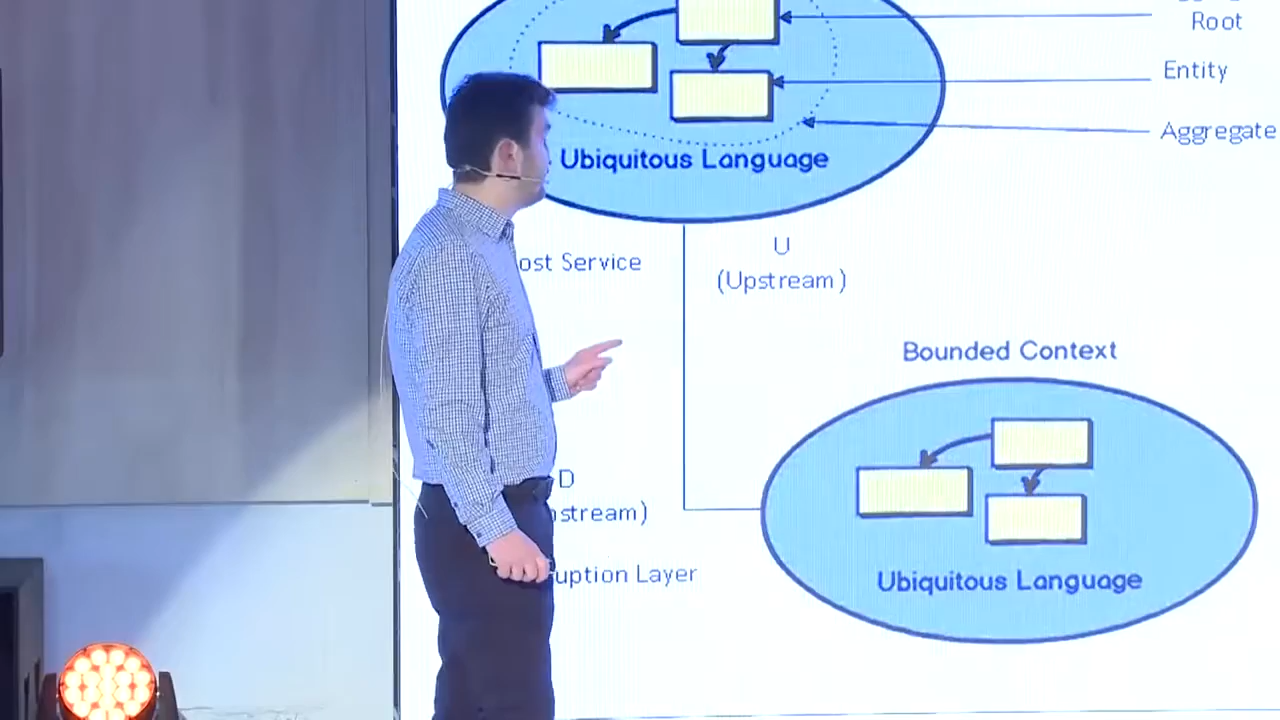 Root
Entity
Aggregate
Ubiquitous Language
ost Service
U
(Upstream)
Bounded Context
D
nstream)
uption Layer
Ubiquitous Language